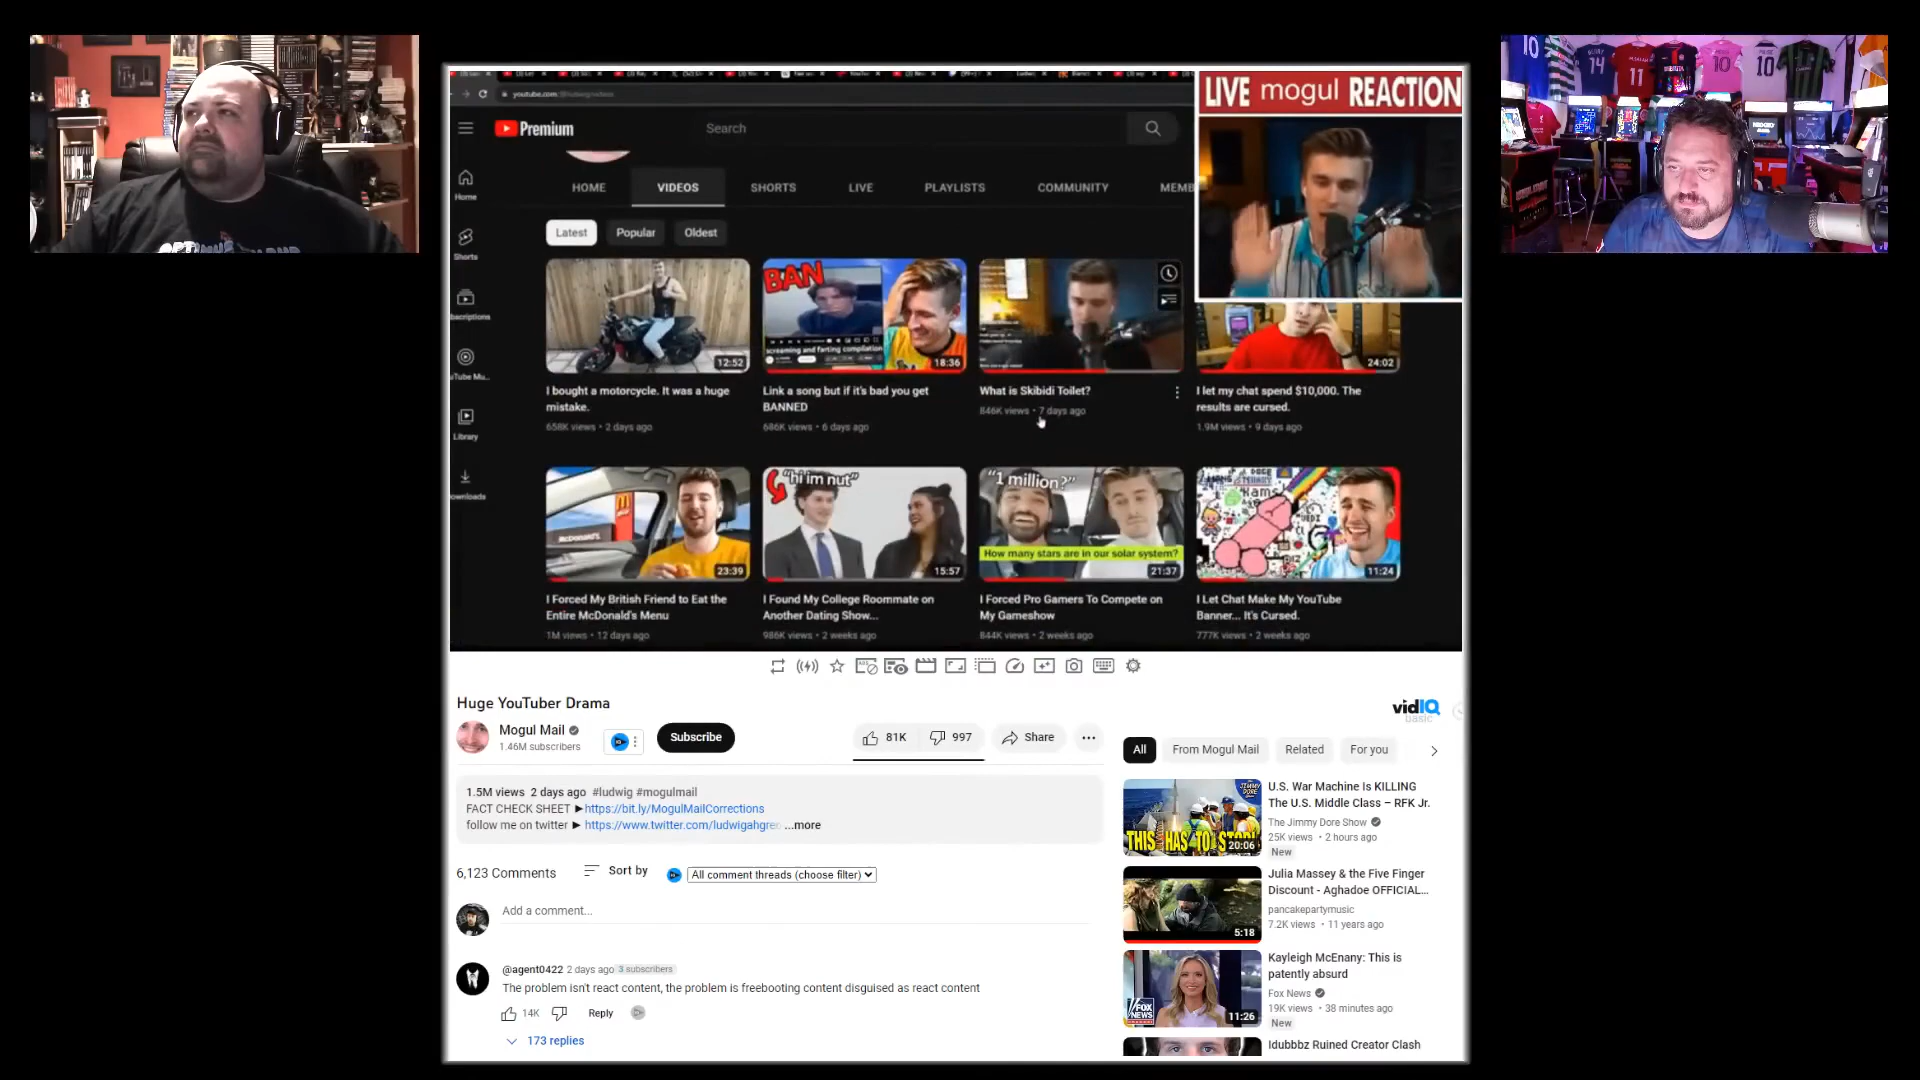 LIVE mogul REACTION
youtube.com/@ludwig/videos
Premium
Search
Home
Shorts
Library
HOME VIDEOS SHORTS LIVE PLAYLISTS COMMUNITY MEMB
Latest Popular Oldest
BAN
screaming and farting compilation
12:52
18:36
24:02
I bought a motorcycle. It was a huge
mistake.
658K views • 2 days ago
Link a song but if it's bad you get
BANNED
686K views • 6 days ago
What is Skibidi Toilet?
846K views • 7 days ago
I let my chat spend $10,000. The
results are cursed.
1.9M views • 9 days ago
McDonald's
23:39
"hi im nut"
15:57
"1 million?"
How many stars are in our solar system?
21:37
11:24
I Forced My British Friend to Eat the
Entire McDonald's Menu
1M views • 12 days ago
I Found My College Roommate on
Another Dating Show...
986K views • 2 weeks ago
I Forced Pro Gamers To Compete on
My Gameshow
844K views • 2 weeks ago
I Let Chat Make My YouTube
Banner... It's Cursed.
777K views • 2 weeks ago
Huge YouTuber Drama
Mogul Mail
1.46M subscribers
Subscribe
81K 997 Share
vidIQ
basic
1.5M views 2 days ago #ludwig #mogulmail
FACT CHECK SHEET ►https://bit.ly/MogulMailCorrections
follow me on twitter ► https://www.twitter.com/ludwigahgre ...more
6,123 Comments Sort by All comment threads (choose filter)
Add a comment...
@agent0422 2 days ago 3 subscribers
The problem isn't react content, the problem is freebooting content disguised as react content
14K Reply
173 replies
All From Mogul Mail Related For you
JIMMY DORE
THIS HAS TO STOP!
20:06
U.S. War Machine Is KILLING
The U.S. Middle Class – RFK Jr.
The Jimmy Dore Show
25K views • 2 hours ago
New
5:18
Julia Massey & the Five Finger
Discount - Aghadoe OFFICIAL...
pancakepartymusic
7.2K views • 11 years ago
FOX NEWS
11:26
Kayleigh McEnany: This is
patently absurd
Fox News
19K views • 38 minutes ago
New
Idubbbz Ruined Creator Clash